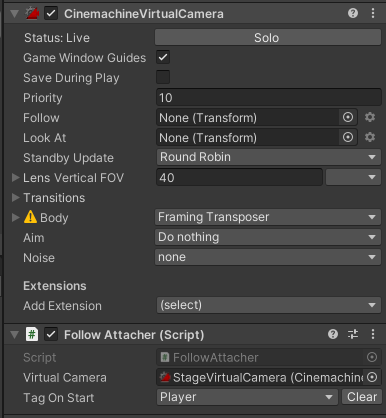 CinemachineVirtualCamera
Status: Live Solo
Game Window Guides
Save During Play
Priority 10
Follow None (Transform)
Look At None (Transform)
Standby Update Round Robin
Lens Vertical FOV 40
Transitions
Body Framing Transposer
Aim Do nothing
Noise none
Extensions
Add Extension (select)
# Follow Attacher (Script)
Script # FollowAttacher
Virtual Camera StageVirtualCamera (Cinemachin
Tag On Start Player Clear